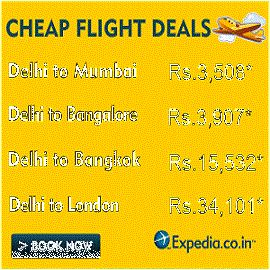 CHEAP FLIGHT DEALS
Delhi to Mumbai Rs.3,508*
Delhi to Bangalore Rs.3,907*
Delhi to Bangkok Rs.15,532*
Delhi to London Rs.34,101*
> BOOK NOW
Expedia.co.in™